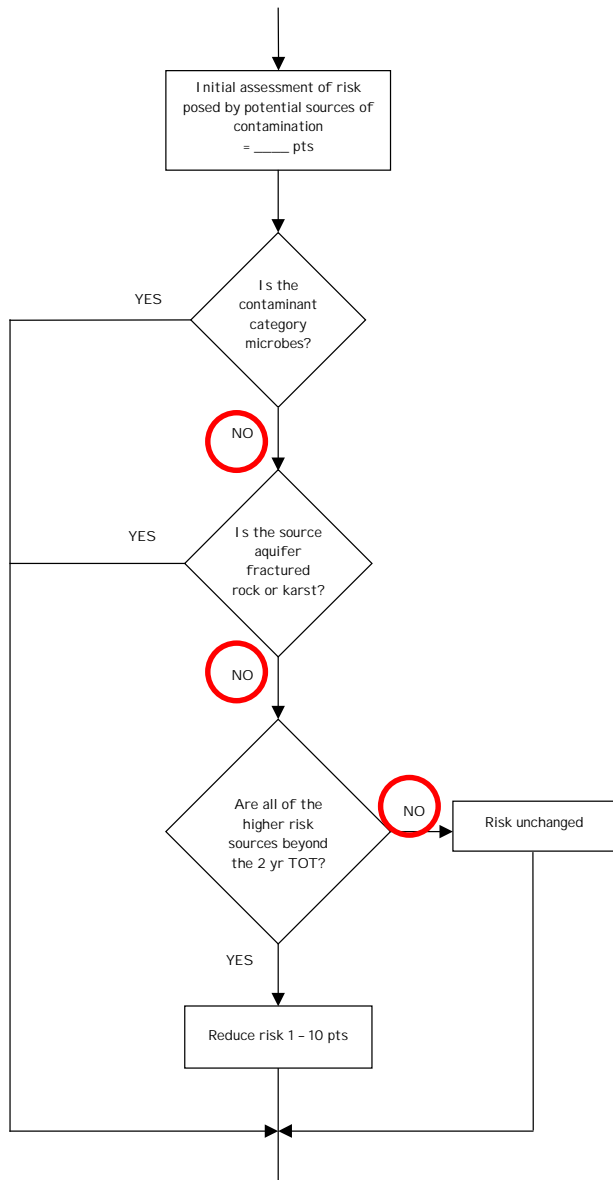 Initial assessment of risk
posed by potential sources of
contamination
= _____ pts
Is the
contaminant
category
microbes?
YES
NO
Is the source
aquifer
fractured
rock or karst?
YES
NO
Are all of the
higher risk
sources beyond
the 2 yr TOT?
NO
Risk unchanged
YES
Reduce risk 1 – 10 pts